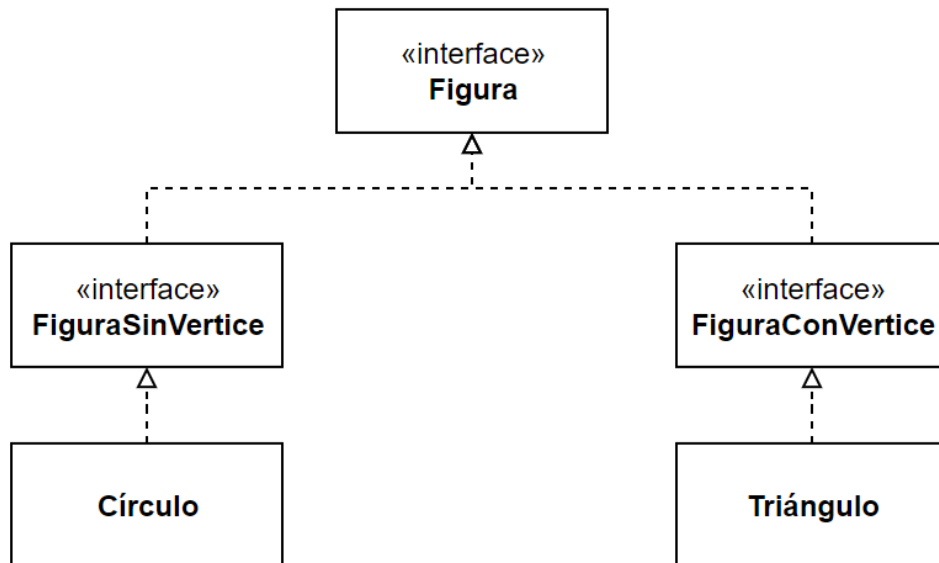 «interface»
Figura
«interface»
FiguraSinVertice
«interface»
FiguraConVertice
Círculo
Triángulo